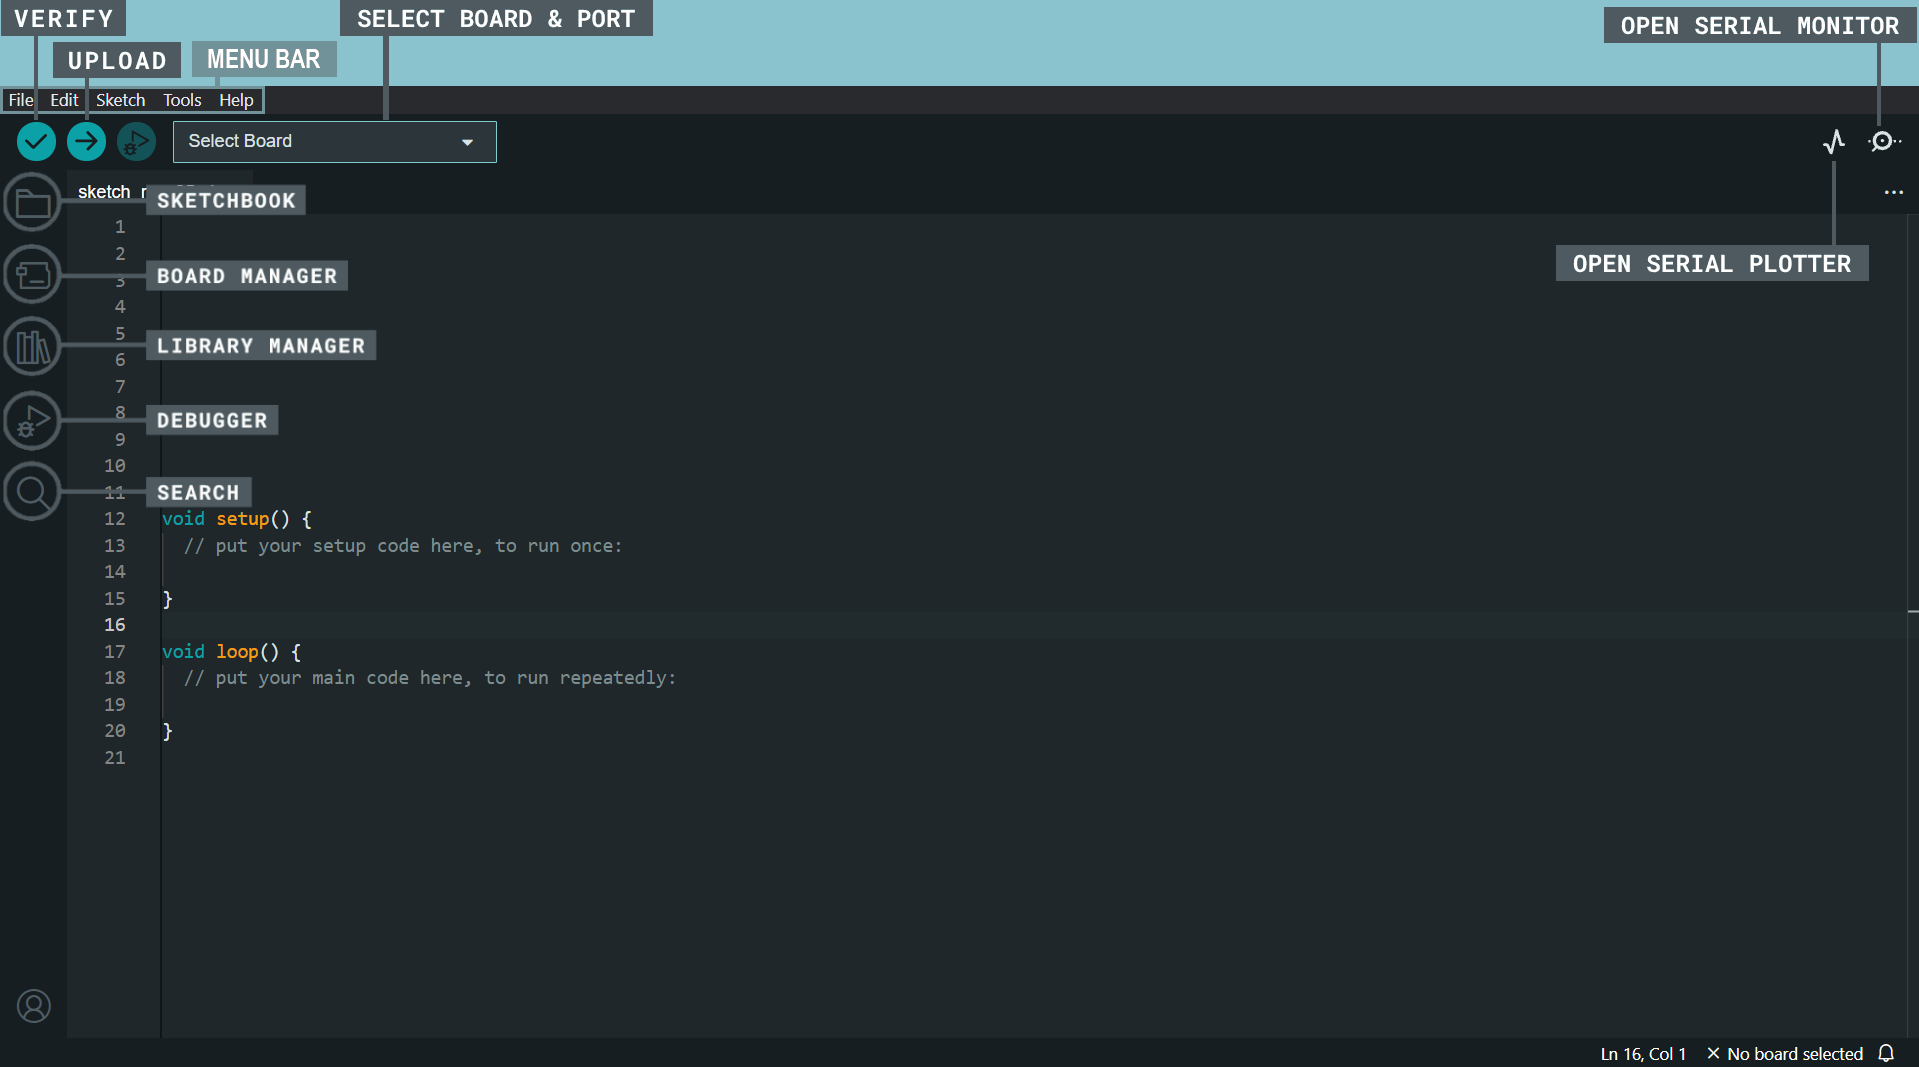 VERIFY
SELECT BOARD & PORT
OPEN SERIAL MONITOR
UPLOAD
MENU BAR
File Edit Sketch Tools Help
Select Board
sketch
SKETCHBOOK
OPEN SERIAL PLOTTER
BOARD MANAGER
LIBRARY MANAGER
DEBUGGER
SEARCH
1
2
3
4
5
6
7
8
9
10
11
12 void setup() {
13 // put your setup code here, to run once:
14
15 }
16
17 void loop() {
18 // put your main code here, to run repeatedly:
19
20 }
21
Ln 16, Col 1 × No board selected